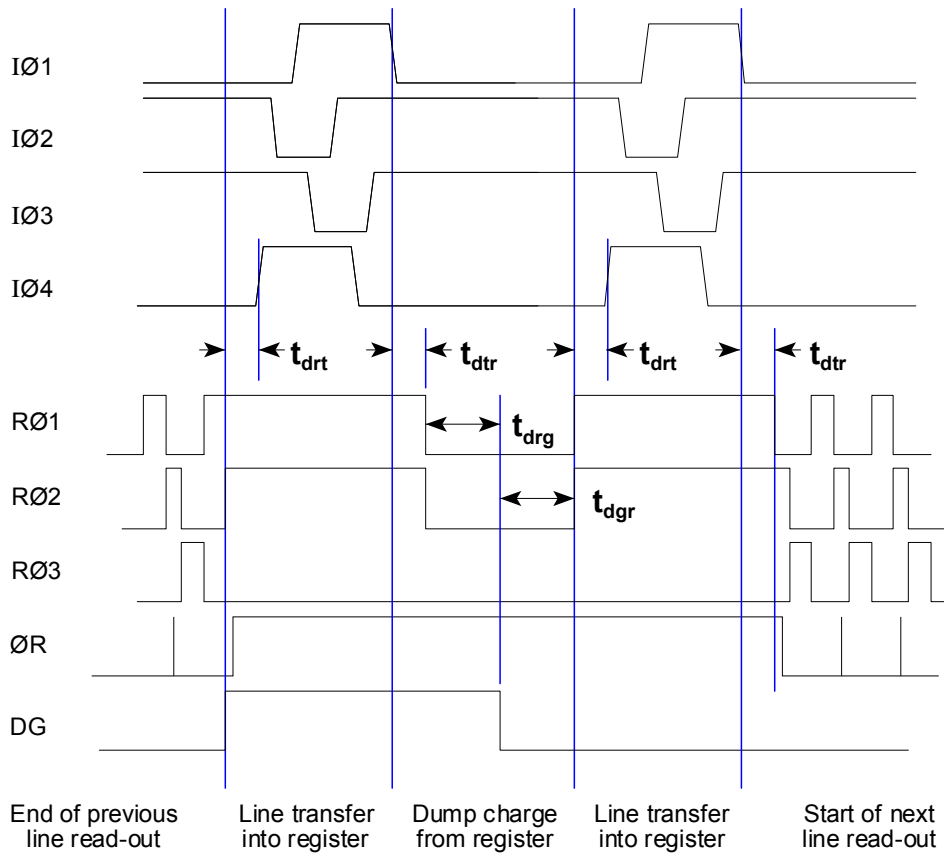 IØ1
IØ2
IØ3
IØ4
tdrt
tdtr
tdrt
tdtr
RØ1
tdrg
RØ2
tdgr
RØ3
ØR
DG
End of previous
line read-out
Line transfer
into register
Dump charge
from register
Line transfer
into register
Start of next
line read-out